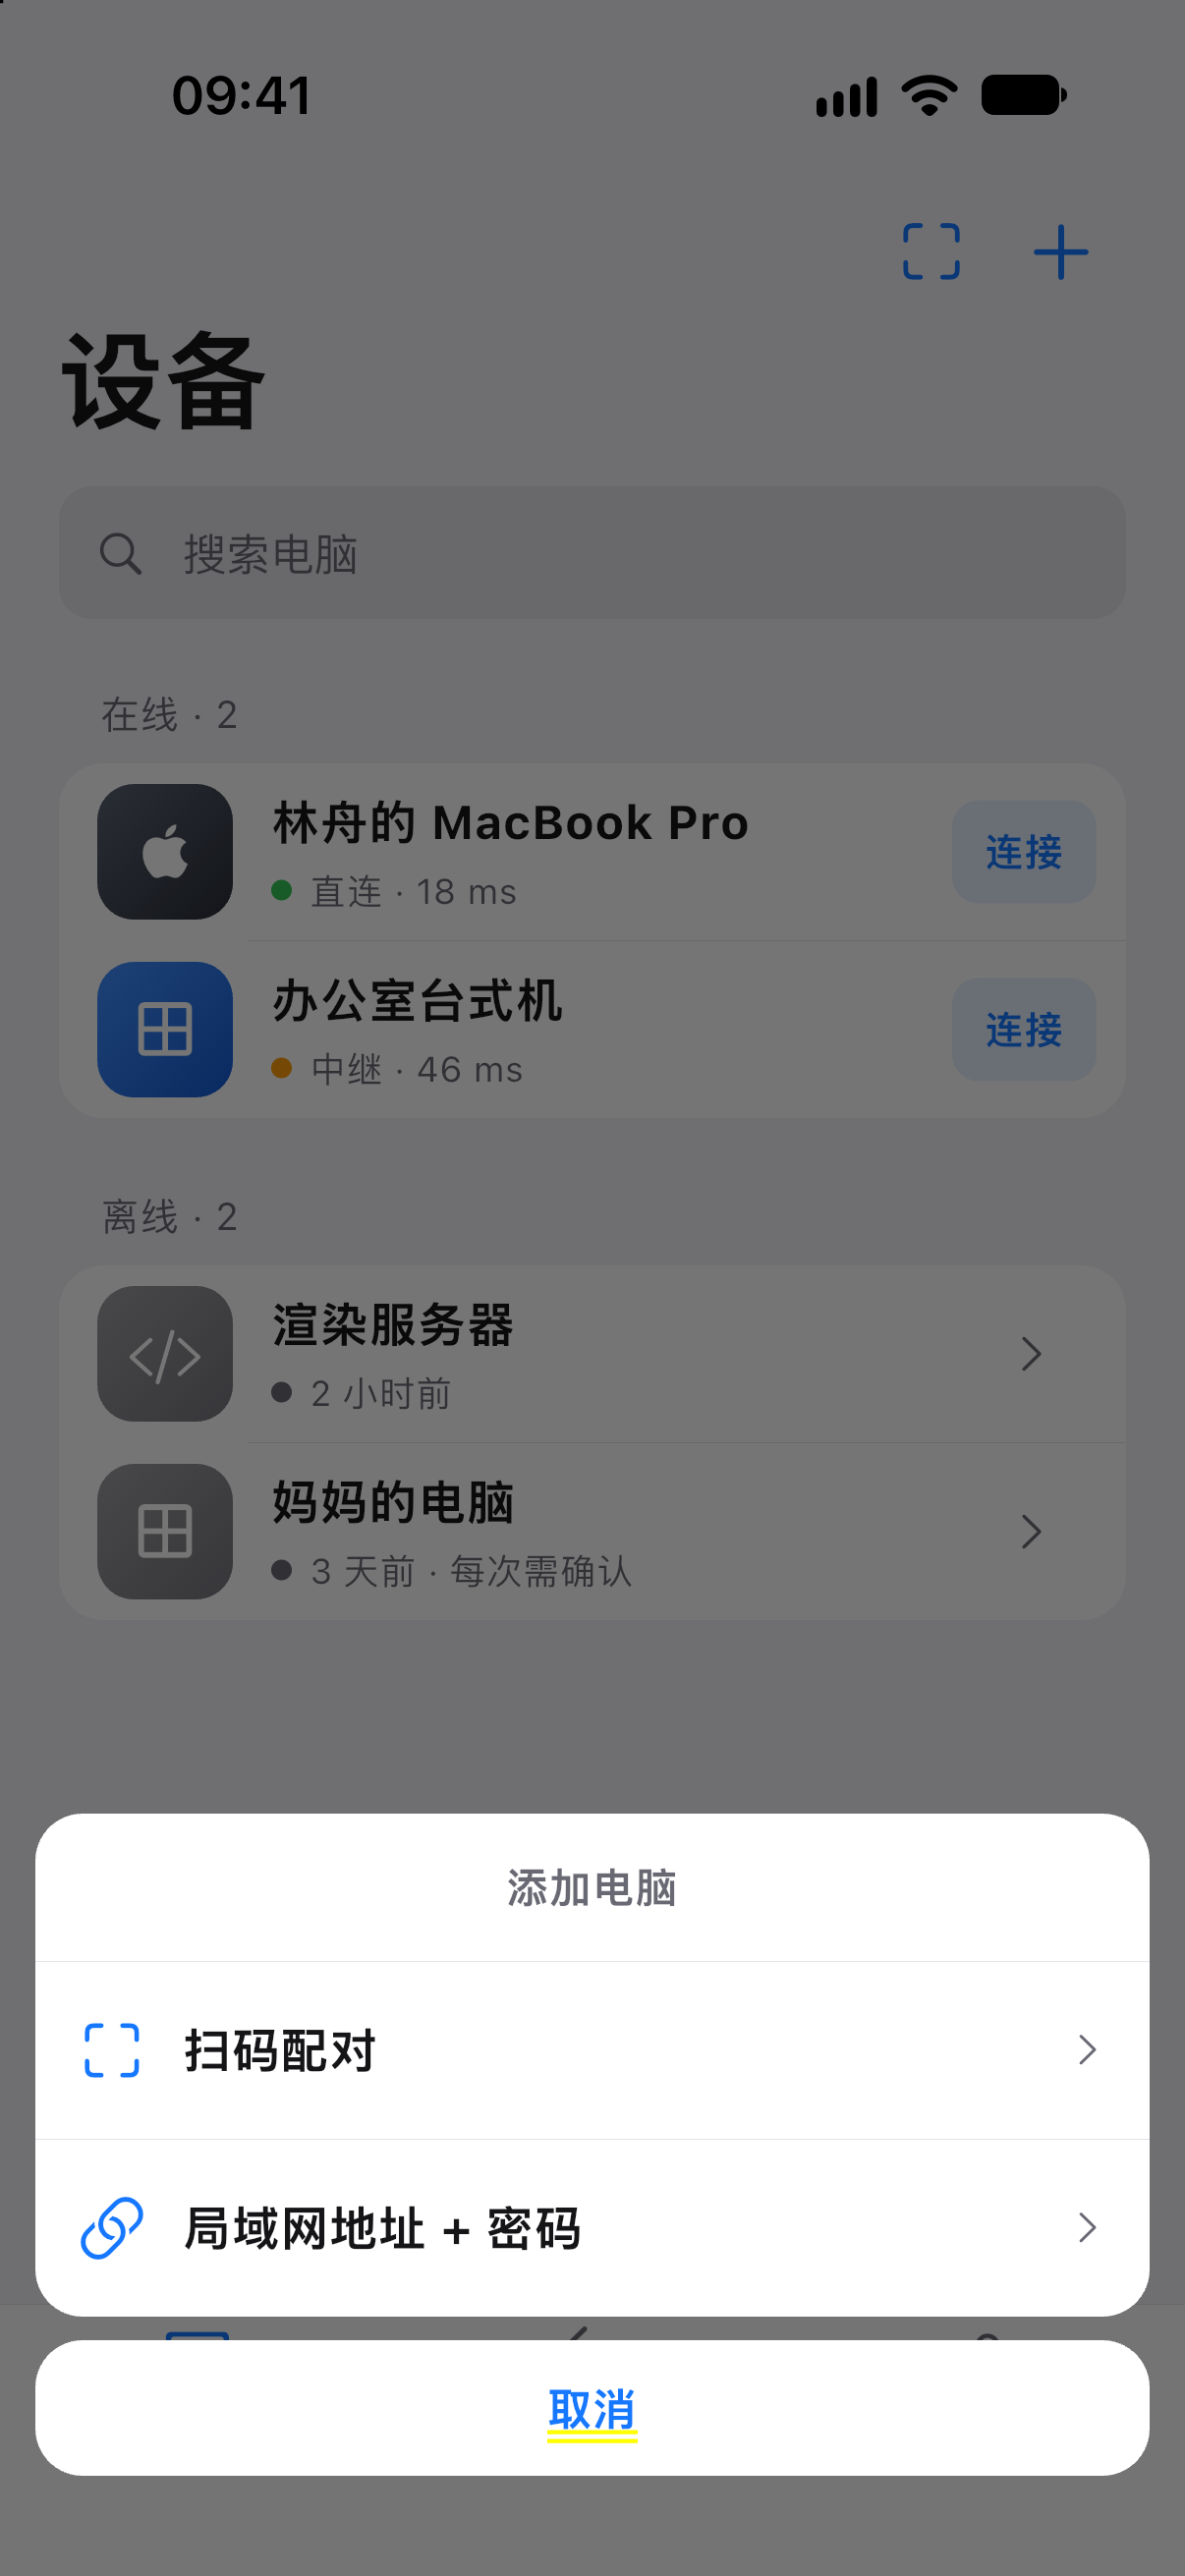 09:41
设备
搜索电脑
在线 · 2
林舟的 MacBook Pro
直连 · 18 ms
连接
办公室台式机
中继 · 46 ms
连接
离线 · 2
渲染服务器
2 小时前
妈妈的电脑
3 天前 · 每次需确认
添加电脑
扫码配对
局域网地址 + 密码
取消